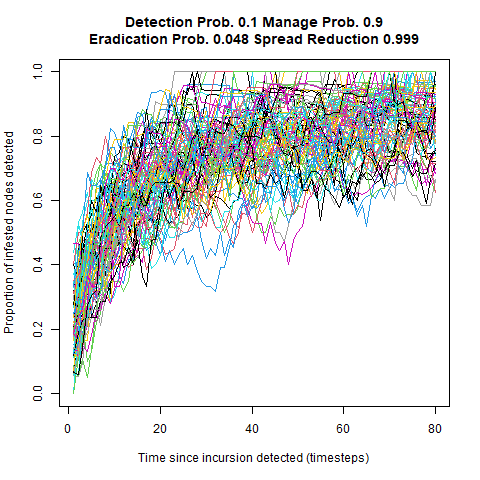 Detection Prob. 0.1 Manage Prob. 0.9
Eradication Prob. 0.048 Spread Reduction 0.999
Proportion of infested nodes detected
1.0
0.8
0.6
0.4
0.2
0.0
0 20 40 60 80
Time since incursion detected (timesteps)